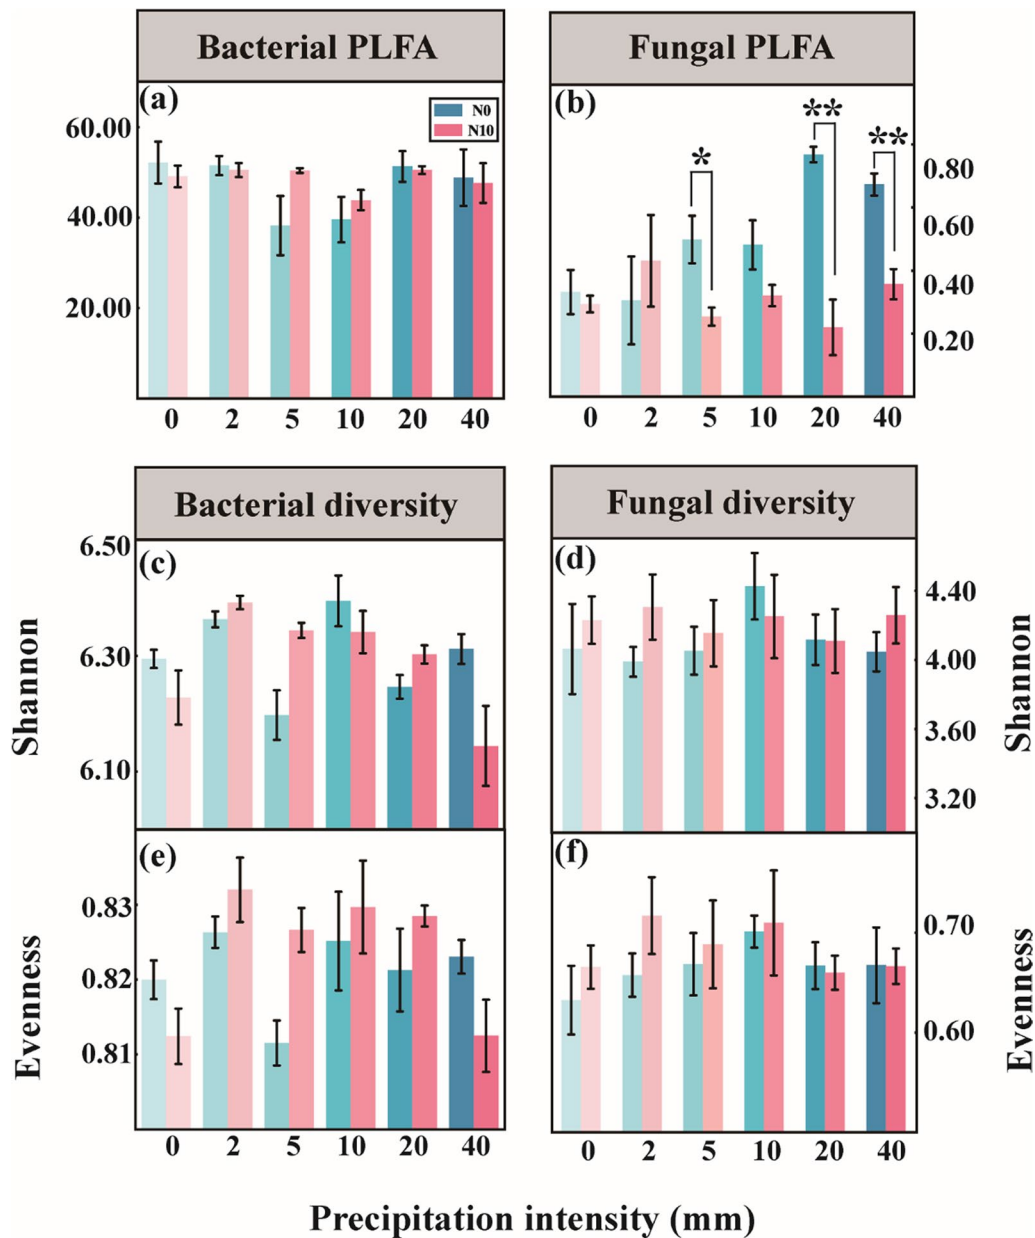 Bacterial PLFA
Fungal PLFA
(a)
N0
N10
60.00
40.00
20.00
0 2 5 10 20 40
(b)
*
**
**
0.80
0.60
0.40
0.20
0 2 5 10 20 40
Bacterial diversity
Fungal diversity
Shannon
6.50
6.30
6.10
(c)
(d)
4.40
4.00
3.60
3.20
Shannon
Evenness
0.83
0.82
0.81
(e)
0 2 5 10 20 40
(f)
0.70
0.60
Evenness
0 2 5 10 20 40
Precipitation intensity (mm)